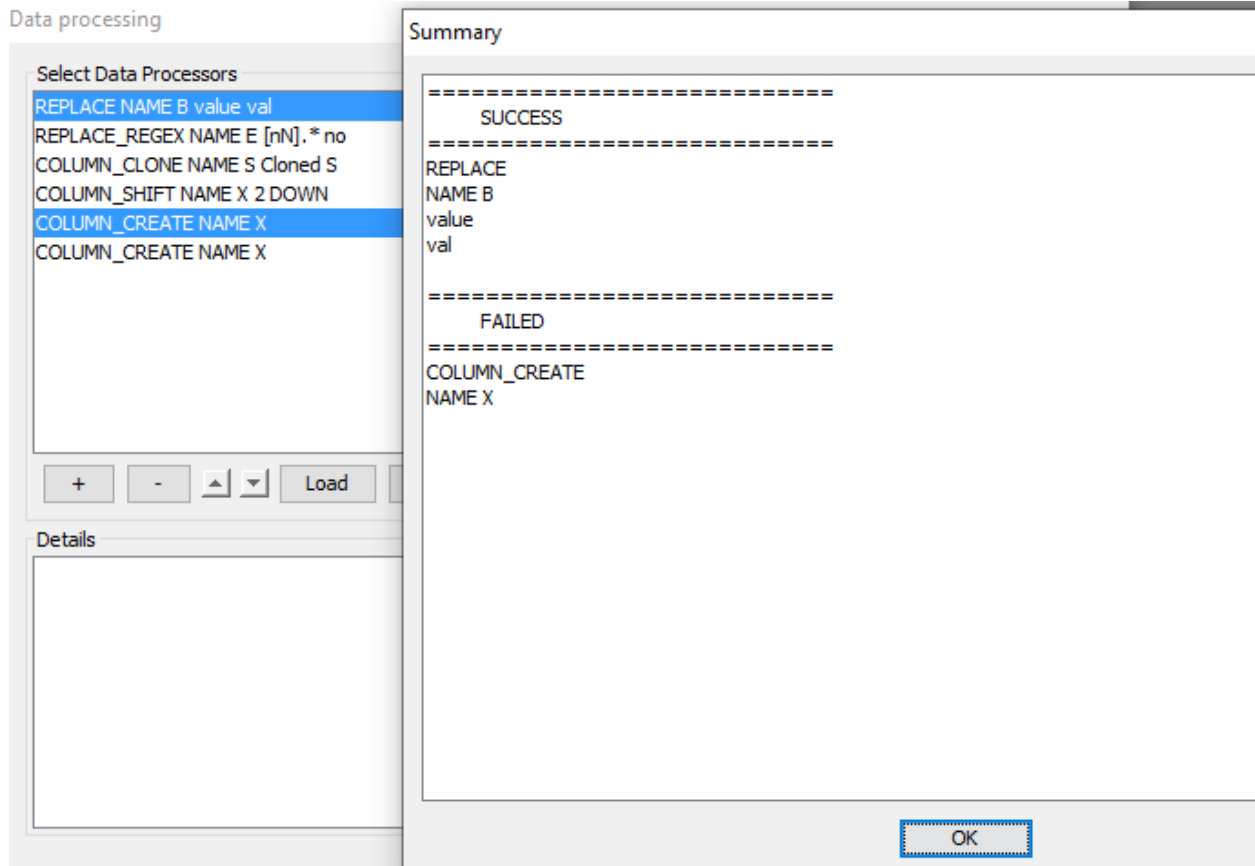 Data processing
Select Data Processors
REPLACE NAME B value val
REPLACE_REGEX NAME E [nN].* no
COLUMN_CLONE NAME S Cloned S
COLUMN_SHIFT NAME X 2 DOWN
COLUMN_CREATE NAME X
COLUMN_CREATE NAME X
+
-
Load
Details
Summary
============================
SUCCESS
============================
REPLACE
NAME B
value
val
============================
FAILED
============================
COLUMN_CREATE
NAME X
OK